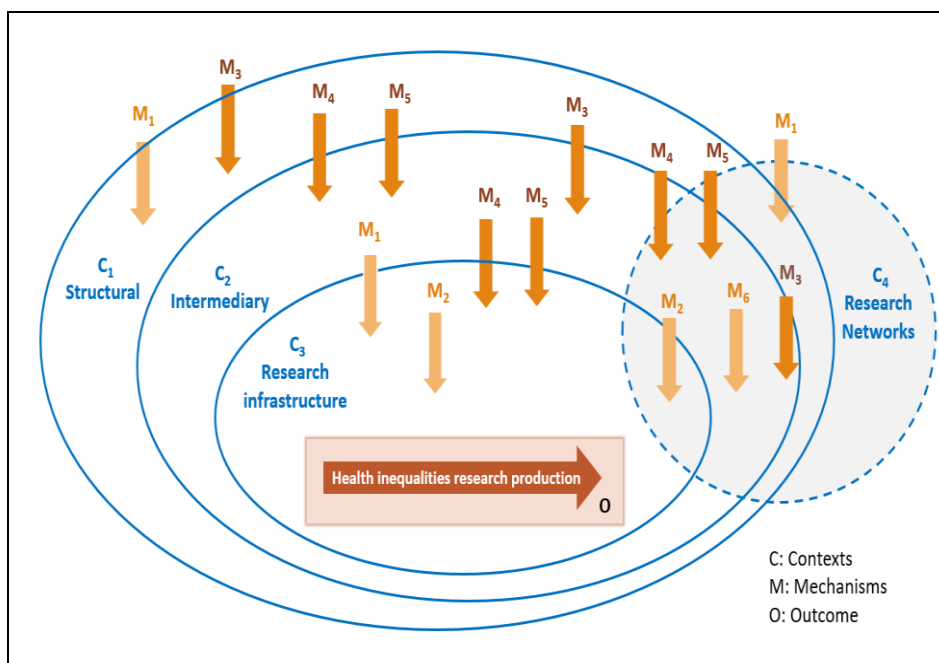 M₃
M₄
M₅
M₁
M₃
M₁
M₄
M₅
M₄
M₅
M₁
C₁
Structural
C₂
Intermediary
M₂
M₂
M₆
M₃
C₄
Research
Networks
C₃
Research
infrastructure
Health inequalities research production
O
C: Contexts
M: Mechanisms
O: Outcome